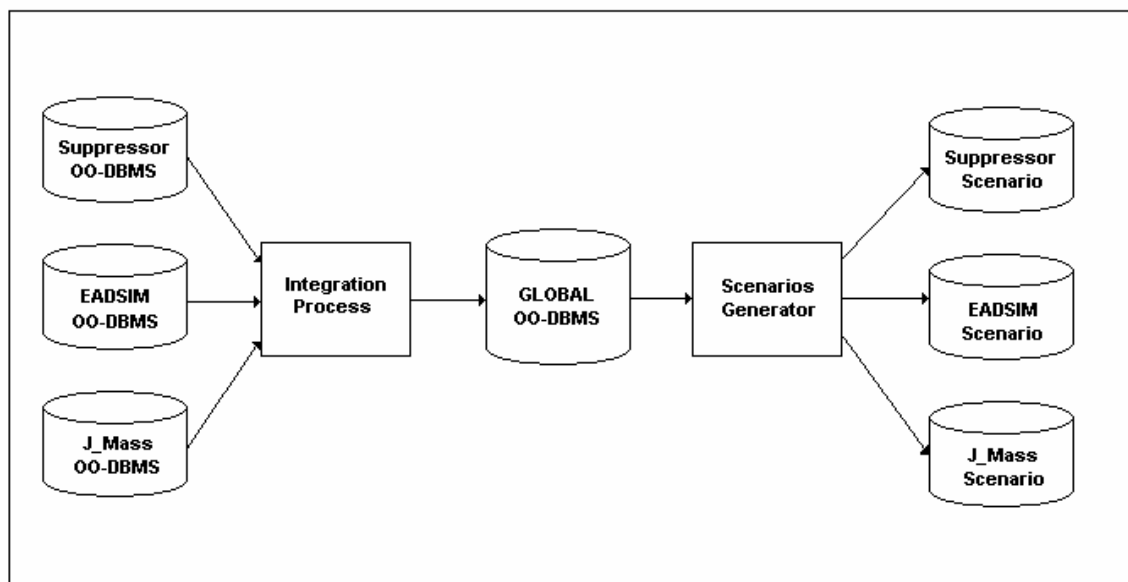 Suppressor
OO-DBMS
EADSIM
OO-DBMS
J_Mass
OO-DBMS
Integration
Process
GLOBAL
OO-DBMS
Scenarios
Generator
Suppressor
Scenario
EADSIM
Scenario
J_Mass
Scenario